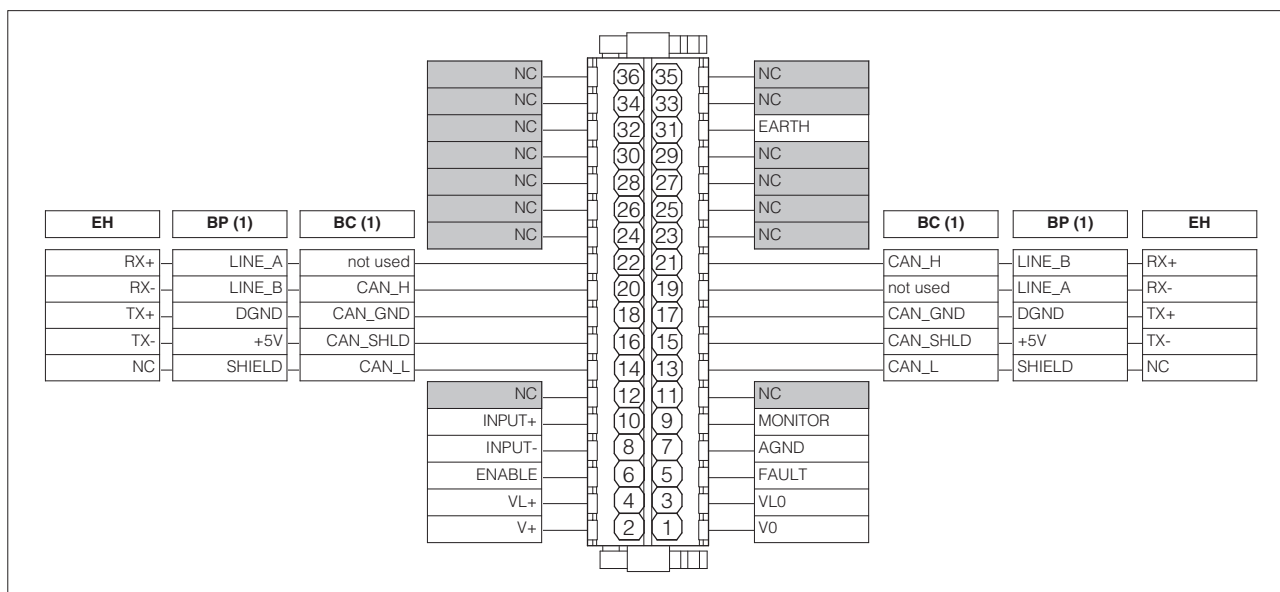 NC 36 35 NC
NC 34 33 NC
NC 32 31 EARTH
NC 30 29 NC
NC 28 27 NC
NC 26 25 NC
EH BP (1) BC (1) NC 24 23 NC BC (1) BP (1) EH
RX+ LINE_A not used 22 21 CAN_H LINE_B RX+
RX- LINE_B CAN_H 20 19 not used LINE_A RX-
TX+ DGND CAN_GND 18 17 CAN_GND DGND TX+
TX- +5V CAN_SHLD 16 15 CAN_SHLD +5V TX-
NC SHIELD CAN_L 14 13 CAN_L SHIELD NC
NC 12 11 NC
INPUT+ 10 9 MONITOR
INPUT- 8 7 AGND
ENABLE 6 5 FAULT
VL+ 4 3 VL0
V+ 2 1 V0